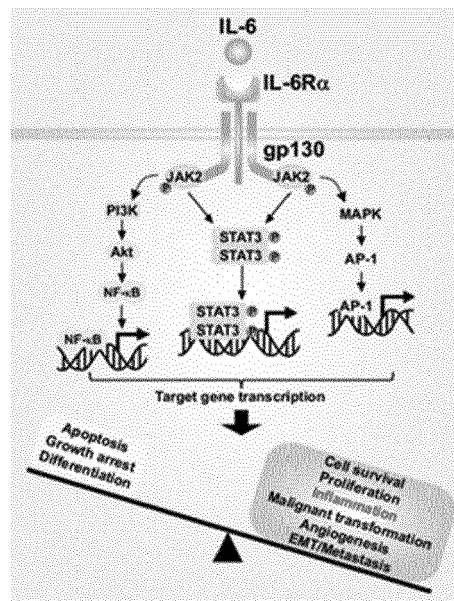 IL-6
IL-6Rα
gp130
JAK2
P
JAK2
P
PI3K
MAPK
Akt
STAT3 P
STAT3 P
AP-1
NF-κB
STAT3 P
STAT3 P
AP-1
NF-κB
Target gene transcription
Apoptosis
Growth arrest
Differentiation
Cell survival
Proliferation
Inflammation
Malignant transformation
Angiogenesis
EMT/Metastasis